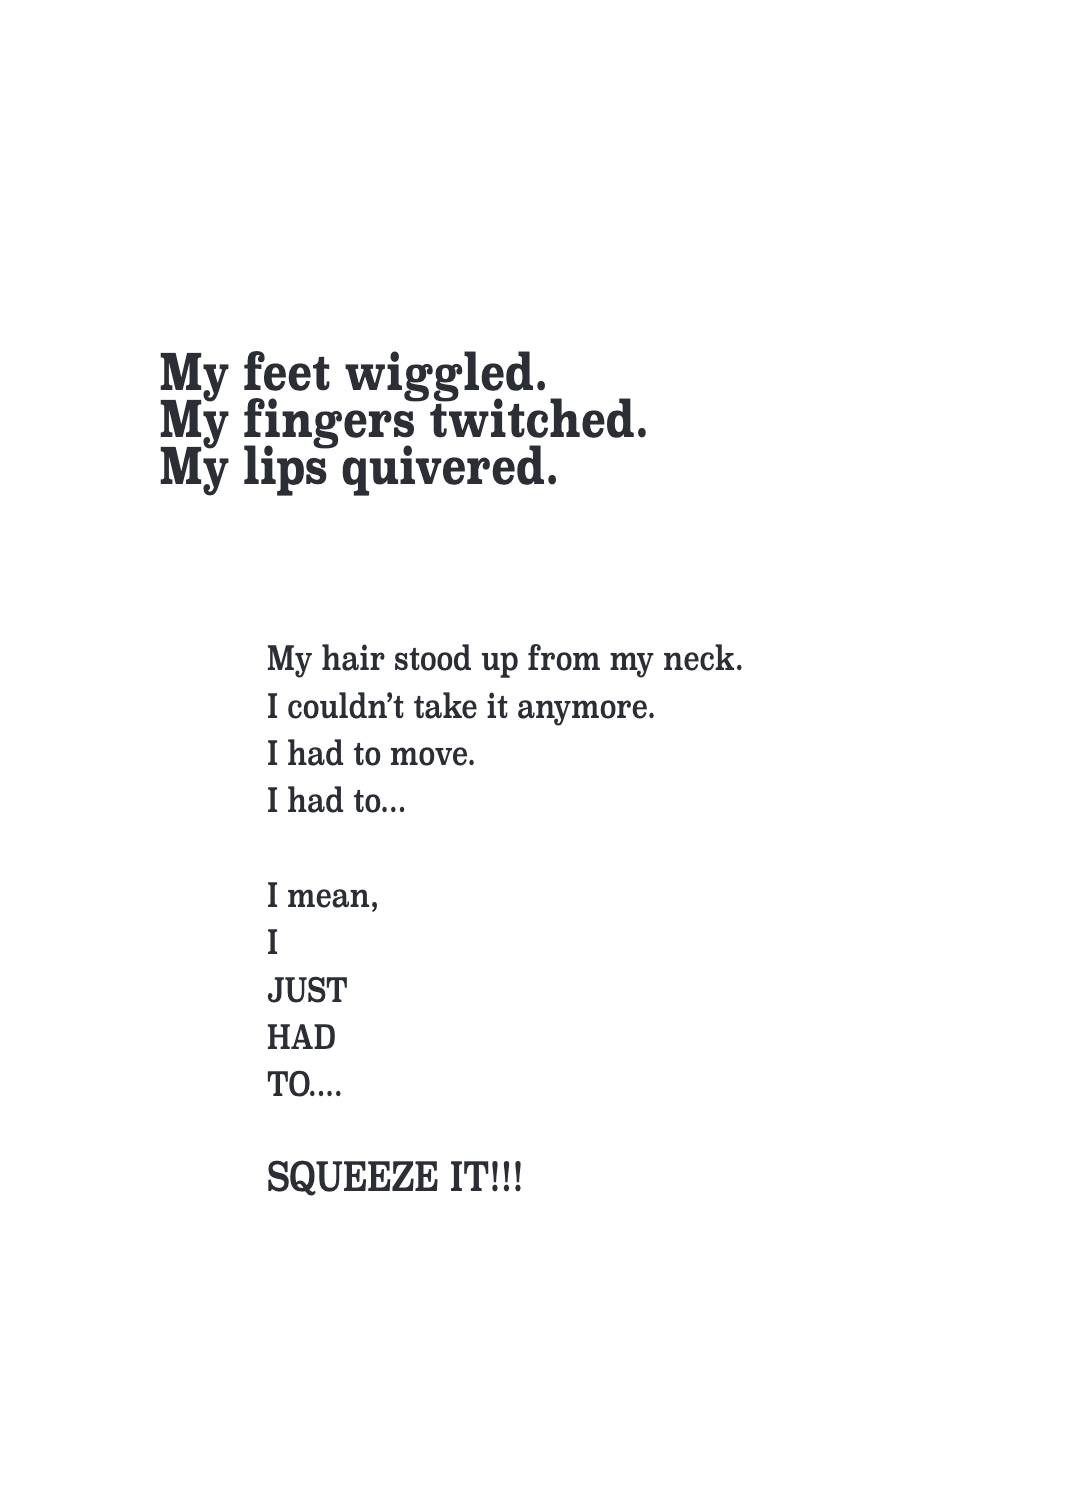 My feet wiggled.
My fingers twitched.
My lips quivered.
My hair stood up from my neck.
I couldn’t take it anymore.
I had to move.
I had to...
I mean,
I
JUST
HAD
TO....
SQUEEZE IT!!!